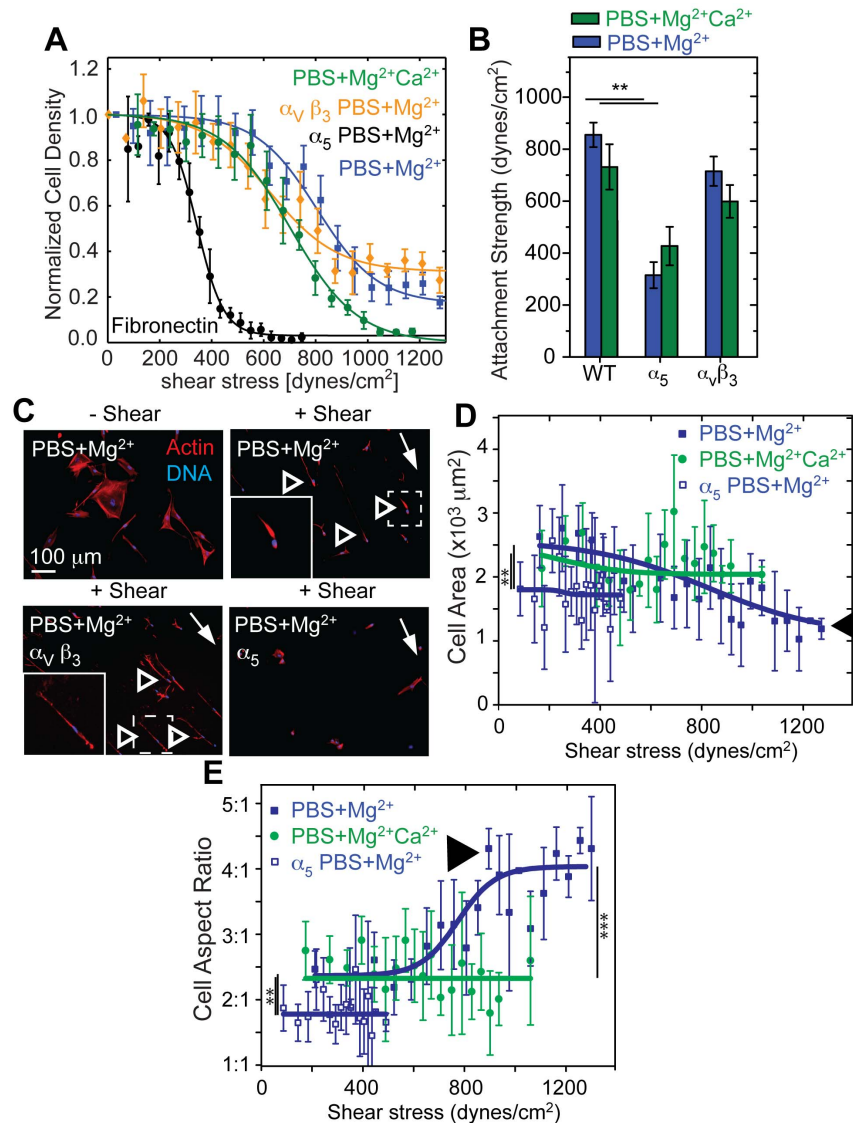 A
PBS+Mg²⁺Ca²⁺
αV β3 PBS+Mg²⁺
α5 PBS+Mg²⁺
PBS+Mg²⁺
Normalized Cell Density
1.2
1.0
0.8
0.6
0.4
0.2
0.0
Fibronectin
0 200 400 600 800 1000 1200
shear stress [dynes/cm²]
PBS+Mg²⁺Ca²⁺
PBS+Mg²⁺
B
**
Attachment Strength (dynes/cm²)
1000
800
600
400
200
0
WT α5 αVβ3
C
- Shear + Shear
PBS+Mg²⁺ Actin
DNA
100 μm
PBS+Mg²⁺
+ Shear + Shear
PBS+Mg²⁺
αV β3
PBS+Mg²⁺
α5
D
PBS+Mg²⁺
PBS+Mg²⁺Ca²⁺
α5 PBS+Mg²⁺
Cell Area (x10³ μm²)
4
3
2
1
0
**
0 400 800 1200
Shear stress (dynes/cm²)
E
PBS+Mg²⁺
PBS+Mg²⁺Ca²⁺
α5 PBS+Mg²⁺
Cell Aspect Ratio
5:1
4:1
3:1
2:1
1:1
**
***
0 400 800 1200
Shear stress (dynes/cm²)